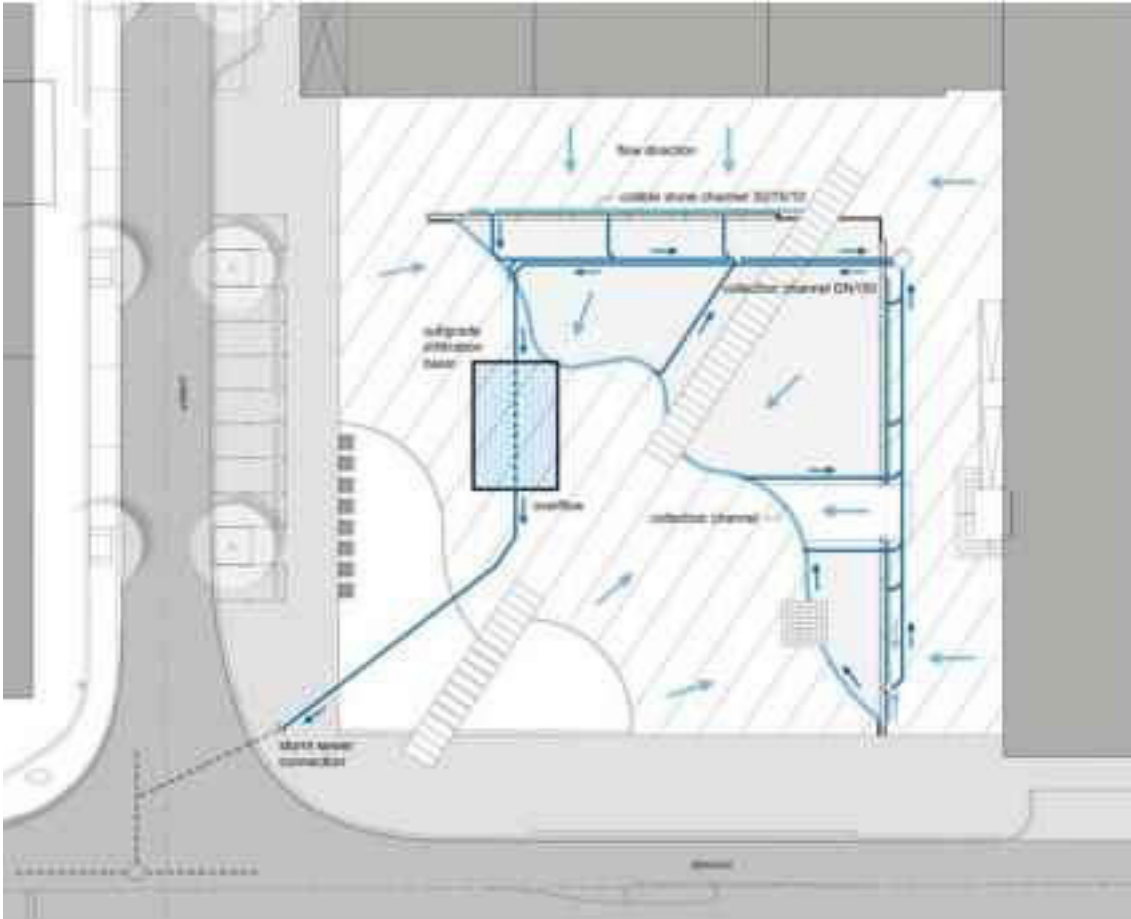 flow direction
cobble stone channel
collection channel DN150
subgrade
infiltration
basin
overflow
collection channel
storm sewer
connection